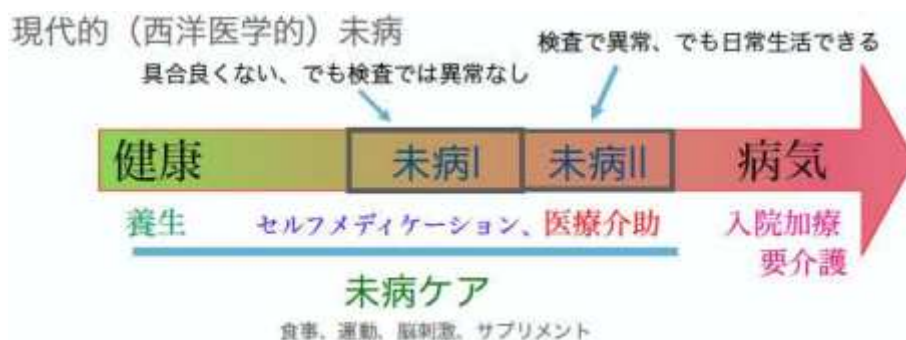 現代的（西洋医学的）未病
検査で異常、でも日常生活できる
具合良くない、でも検査では異常なし
健康 未病I 未病II 病気
養生 セルフメディケーション、医療介助 入院加療
要介護
未病ケア
食事、運動、脳刺激、サプリメント